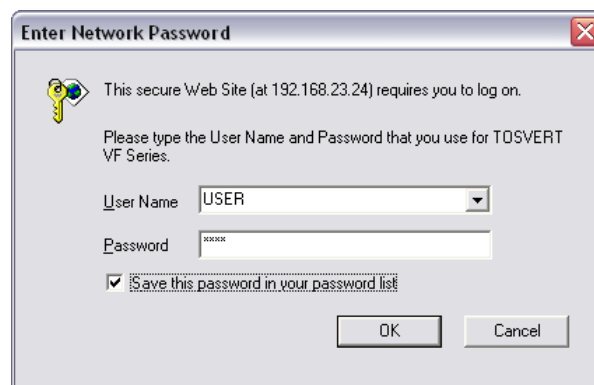 Enter Network Password
This secure Web Site (at 192.168.23.24) requires you to log on.
Please type the User Name and Password that you use for TOSVERT
VF Series.
User Name USER
Password ****
Save this password in your password list
OK Cancel